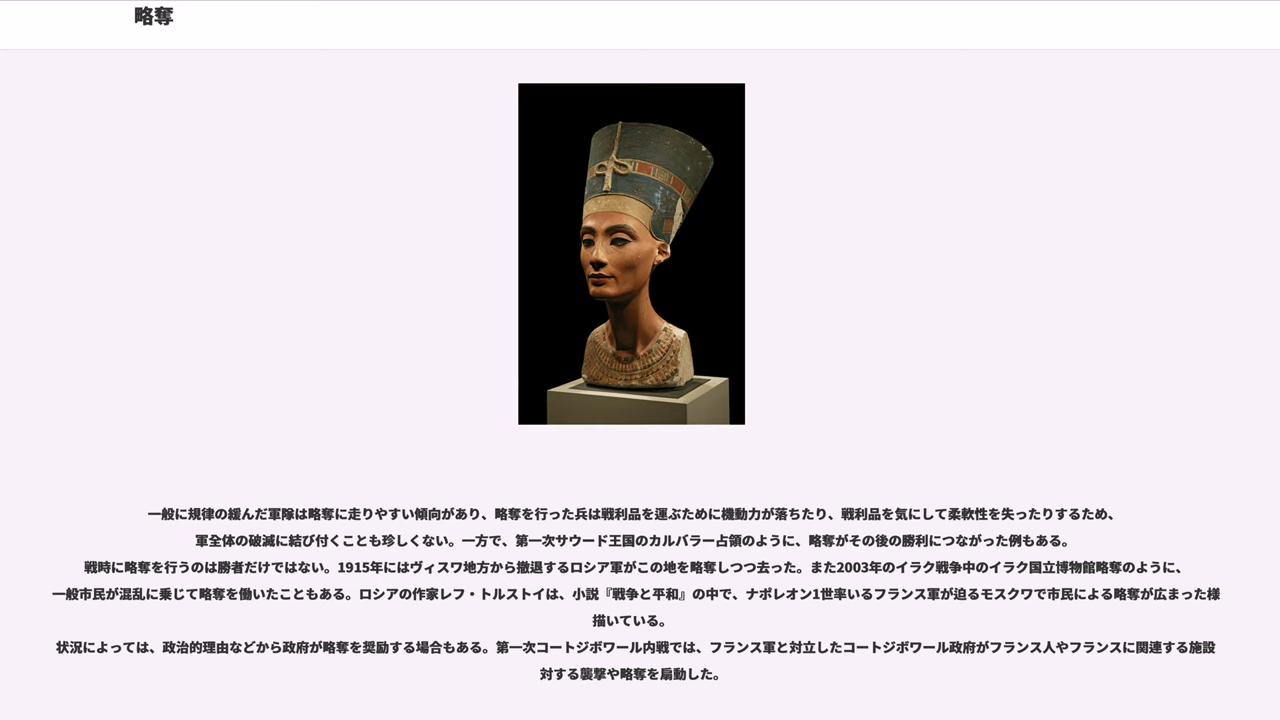 略奪
一般に規律の緩んだ軍隊は略奪に走りやすい傾向があり、略奪を行った兵は戦利品を運ぶために機動力が落ちたり、戦利品を気にして柔軟性を失ったりするため、
軍全体の破滅に結び付くことも珍しくない。一方で、第一次サウード王国のカルバラー占領のように、略奪がその後の勝利につながった例もある。
戦時に略奪を行うのは勝者だけではない。1915年にはヴィスワ地方から撤退するロシア軍がこの地を略奪しつつ去った。また2003年のイラク戦争中のイラク国立博物館略奪のように、
一般市民が混乱に乗じて略奪を働いたこともある。ロシアの作家レフ・トルストイは、小説『戦争と平和』の中で、ナポレオン1世率いるフランス軍が迫るモスクワで市民による略奪が広まった様
描いている。
状況によっては、政治的理由などから政府が略奪を奨励する場合もある。第一次コートジボワール内戦では、フランス軍と対立したコートジボワール政府がフランス人やフランスに関連する施設
対する襲撃や略奪を扇動した。